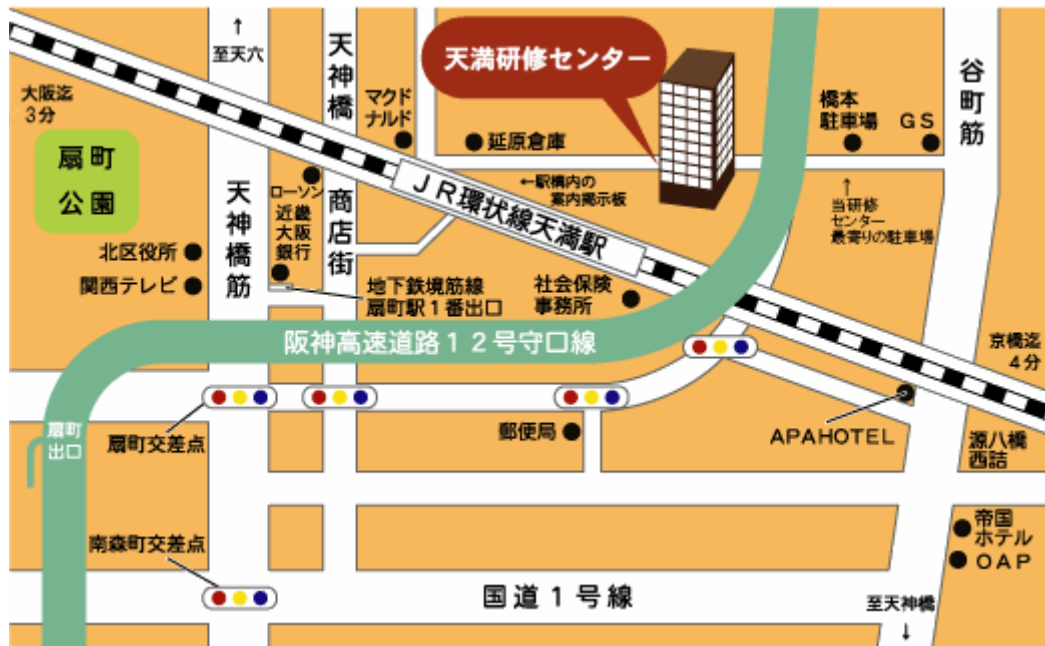 ↑
至天六
天神橋
商店街
天満研修センター
谷町筋
大阪迄
3分
マクド
ナルド
橋本
駐車場
GS
扇町
公園
延原倉庫
天神橋筋
ローソン
近畿
大阪
銀行
JR環状線天満駅
←駅構内の
案内掲示板
↑
当研修
センター
最寄りの駐車場
北区役所
関西テレビ
地下鉄境筋線
扇町駅1番出口
社会保険
事務所
阪神高速道路12号守口線
京橋迄
4分
扇町
出口
扇町交差点
郵便局
APAHOTEL
源八橋
西詰
南森町交差点
帝国
ホテル
OAP
国道1号線
至天神橋
↓